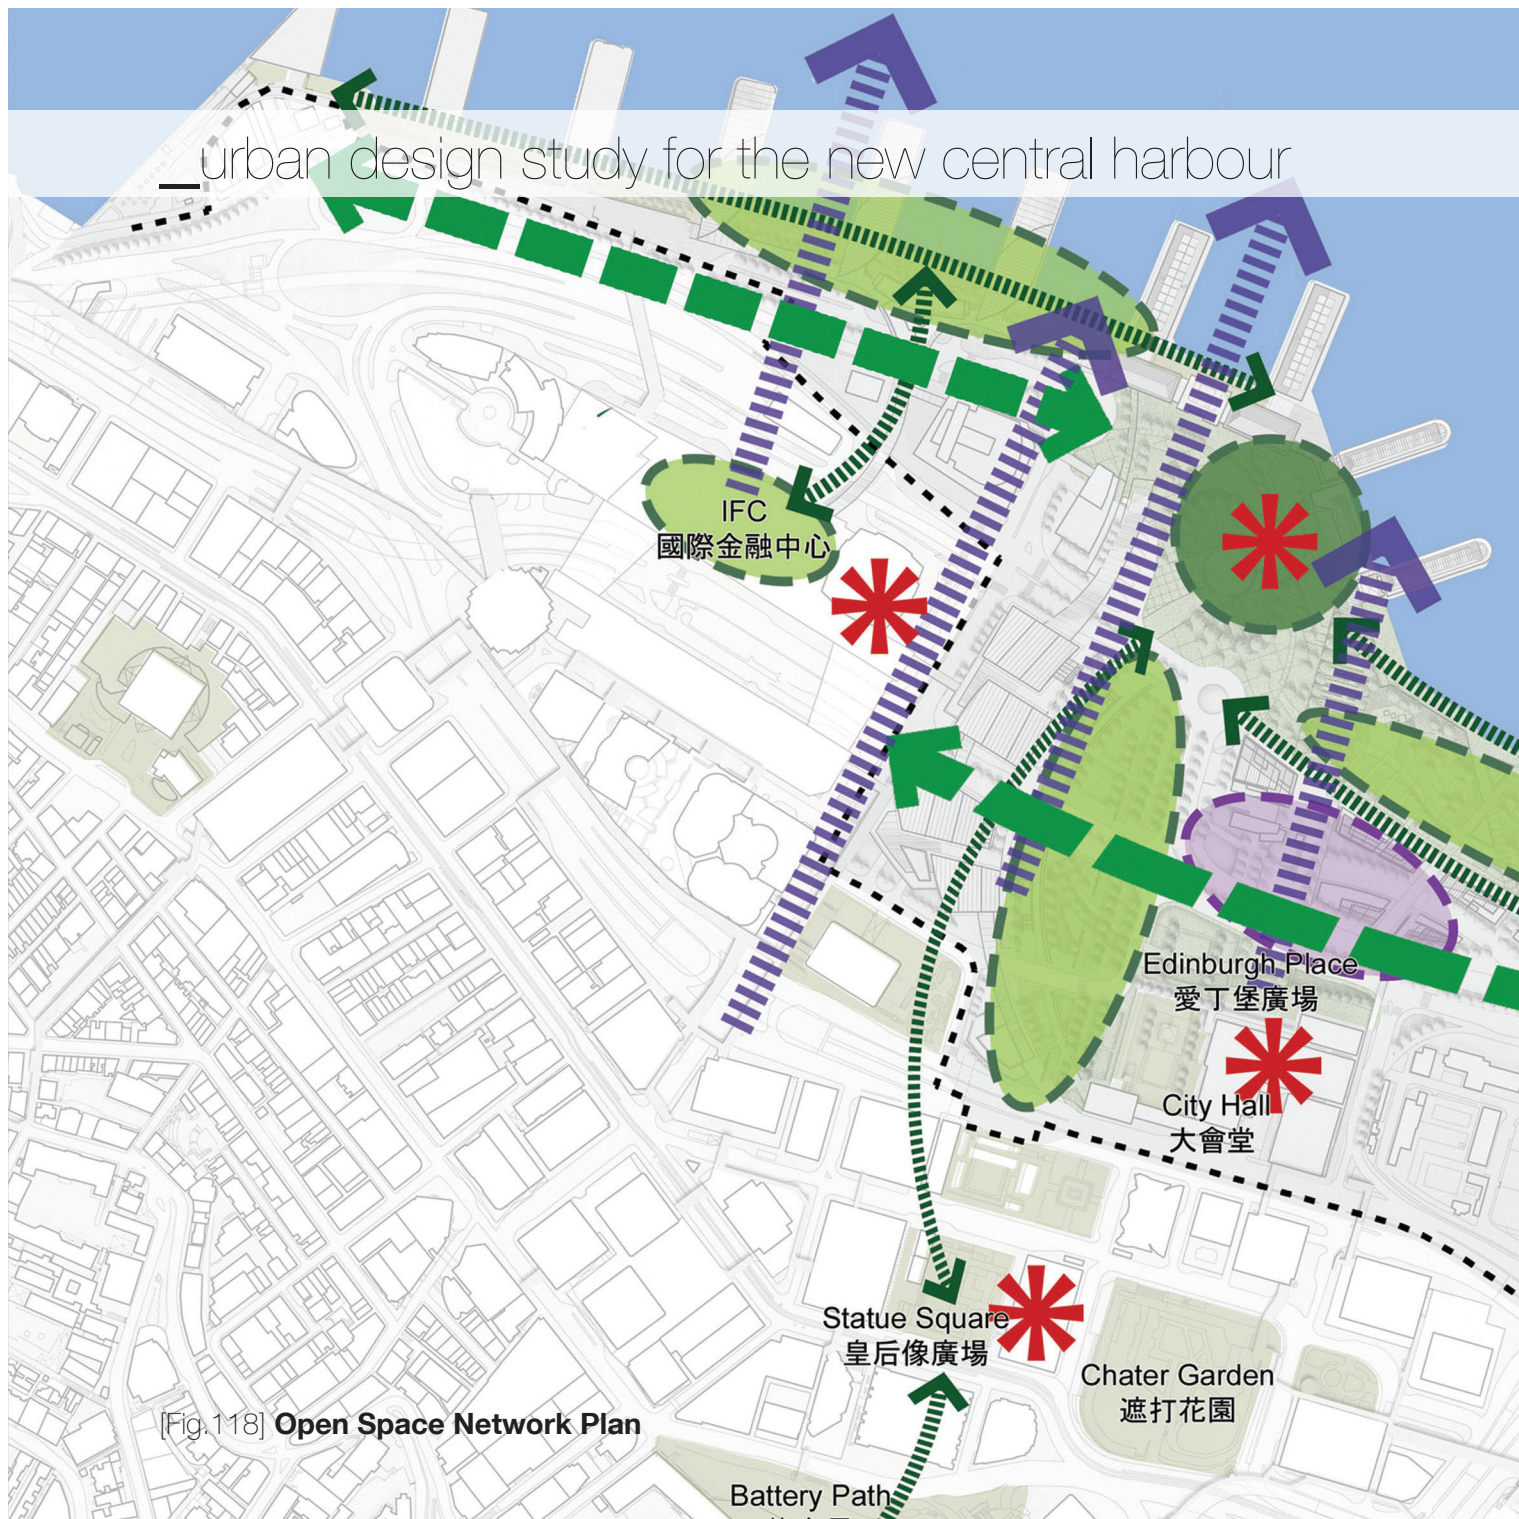 _urban design study for the new central harbour
IFC
國際金融中心
Edinburgh Place
愛丁堡廣場
City Hall
大會堂
Statue Square
皇后像廣場
Chater Garden
遮打花園
[Fig.118] Open Space Network Plan
Battery Path